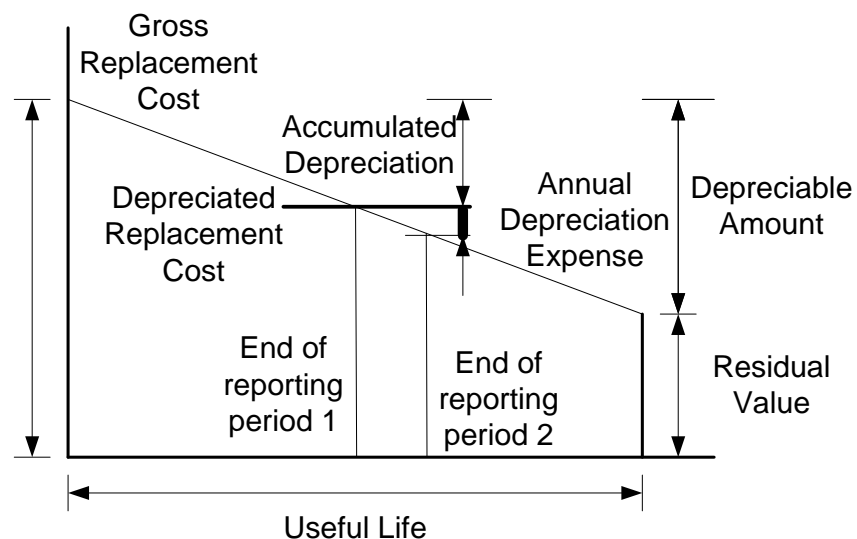 Gross
Replacement
Cost
Accumulated
Depreciation
Depreciated
Replacement
Cost
Annual
Depreciation
Expense
Depreciable
Amount
End of
reporting
period 1
End of
reporting
period 2
Residual
Value
Useful Life